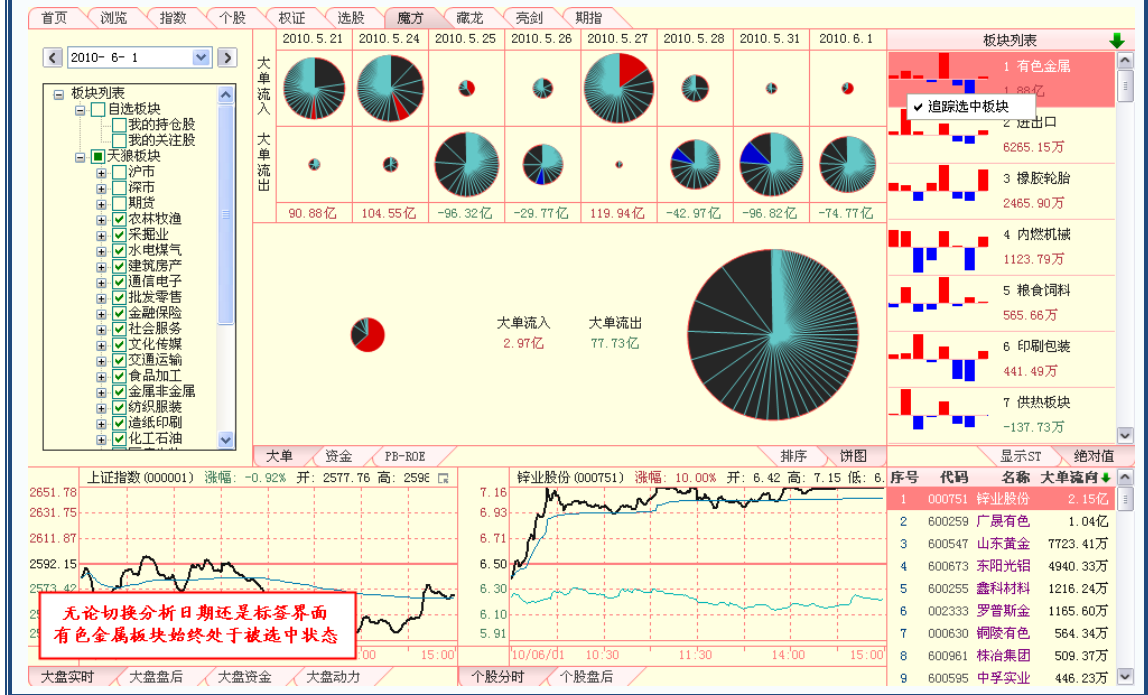 首页 浏览 指数 个股 权证 选股 魔方 藏龙 亮剑 期指
2010- 6- 1
板块列表
自选板块
我的持仓股
我的关注股
天狼板块
沪市
深市
期货
农林牧渔
采掘业
水电煤气
建筑房产
通信电子
批发零售
金融保险
社会服务
文化传媒
交通运输
食品加工
金属非金属
纺织服装
造纸印刷
化工石油
2010.5.21 2010.5.24 2010.5.25 2010.5.26 2010.5.27 2010.5.28 2010.5.31 2010.6.1
大单流入
大单流出
90.88亿 104.55亿 -96.32亿 -29.77亿 119.94亿 -42.97亿 -96.82亿 -74.77亿
大单流入 大单流出
2.97亿 77.73亿
大单 资金 PB-ROE 排序 饼图
板块列表
1 有色金属
1.88亿
✓ 追踪选中板块
2 进出口
6265.15万
3 橡胶轮胎
2465.90万
4 内燃机械
1123.79万
5 粮食饲料
565.66万
6 印刷包装
441.49万
7 供热板块
-137.73万
显示ST 绝对值
上证指数(000001) 涨幅: -0.92% 开: 2577.76 高: 259
2651.78
2631.75
2611.87
2592.15
2573.42
15:00
无论切换分析日期还是标签界面
有色金属板块始终处于被选中状态
大盘实时 大盘盘后 大盘资金 大盘动力
锌业股份(000751) 涨幅: 10.00% 开: 6.42 高: 7.15 低: 6.
7.16
6.93
6.71
6.50
6.30
6.10
5.91
10/06/01 10:30 11:30 14:00 15:00
个股分时 个股盘后
序号 代码 名称 大单流向
1 000751 锌业股份 2.15亿
2 600259 广晟有色 1.04亿
3 600547 山东黄金 7723.41万
4 600673 东阳光铝 4940.33万
5 600255 鑫科材料 1216.24万
6 002333 罗普斯金 1165.60万
7 000630 铜陵有色 564.34万
8 600961 株冶集团 509.37万
9 600595 中孚实业 446.23万